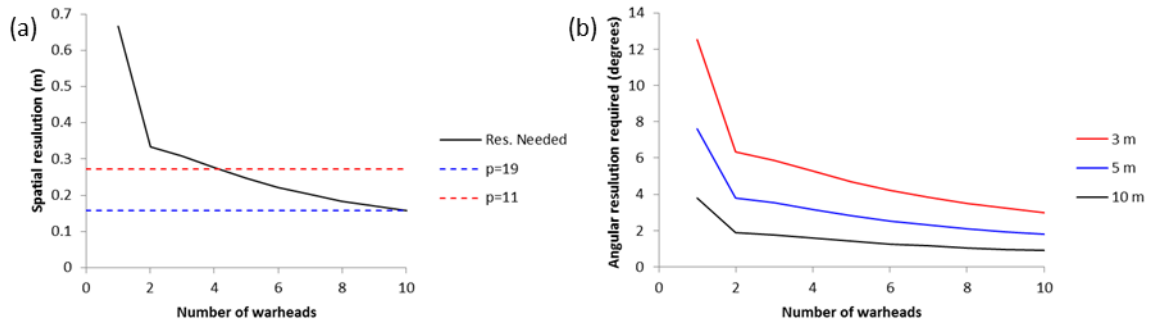 (a)
0.7
0.6
0.5
0.4
0.3
0.2
0.1
0
Spatial resulution (m)
0 2 4 6 8 10
Number of warheads
Res. Needed
p=19
p=11
(b)
14
12
10
8
6
4
2
0
Angular resulution required (degrees)
0 2 4 6 8 10
Number of warheads
3 m
5 m
10 m